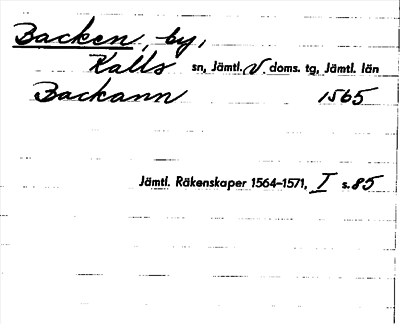 Backen, by,
Kalls sn, Jämtl. V. doms. tg, Jämtl. län
Backann 1565
Jämtl. Räkenskaper 1564–1571, I s. 85